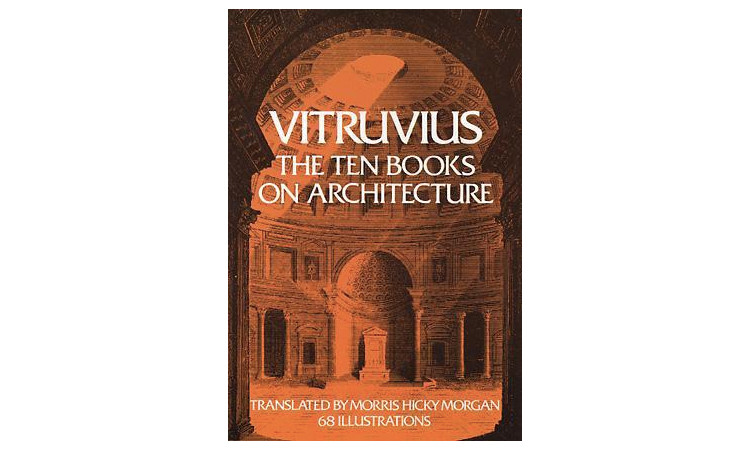 VITRUVIUS
THE TEN BOOKS
ON ARCHITECTURE
TRANSLATED BY MORRIS HICKY MORGAN
68 ILLUSTRATIONS